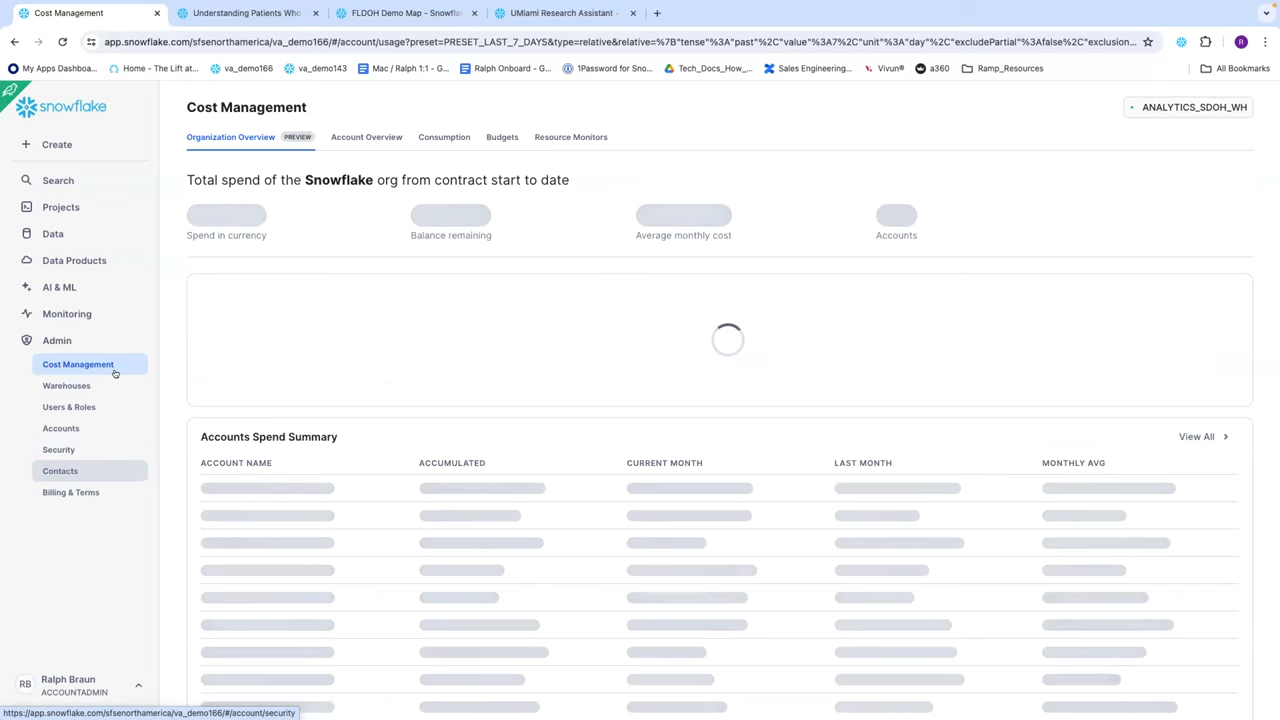 Cost Management
Understanding Patients Who
FLDOH Demo Map - Snowfla
UMiami Research Assistant -
app.snowflake.com/sfsenorthamerica/va_demo166/#/account/usage?preset=PRESET_LAST_7_DAYS&type=relative&relative=%7B"tense"%3A"past"%2C"value"%3A7%2C"unit"%3A"day"%2C"excludePartial"%3Afalse%2C"exclusion...
My Apps Dashboa...
Home - The Lift at...
va_demo166
va_demo143
Mac / Ralph 1:1 - G...
Ralph Onboard - G...
1Password for Sno...
Tech_Docs_How_...
Sales Engineering...
Vivun®
a360
Ramp_Resources
All Bookmarks
snowflake
Create
Search
Projects
Data
Data Products
AI & ML
Monitoring
Admin
Cost Management
Warehouses
Users & Roles
Accounts
Security
Contacts
Billing & Terms
RB
Ralph Braun
ACCOUNTADMIN
https://app.snowflake.com/sfsenorthamerica/va_demo166/#/account/security
Cost Management
ANALYTICS_SDOH_WH
Organization Overview PREVIEW
Account Overview
Consumption
Budgets
Resource Monitors
Total spend of the Snowflake org from contract start to date
Spend in currency
Balance remaining
Average monthly cost
Accounts
Accounts Spend Summary
View All
ACCOUNT NAME
ACCUMULATED
CURRENT MONTH
LAST MONTH
MONTHLY AVG